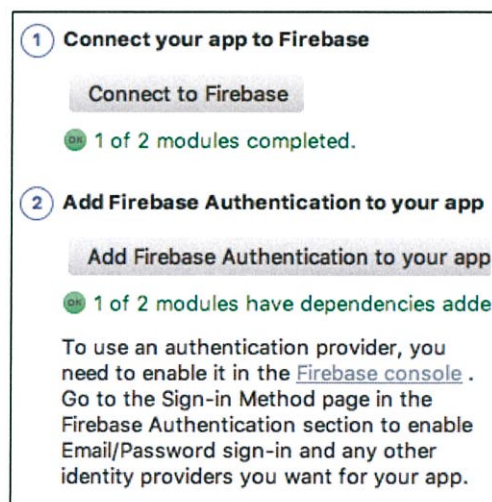 1 Connect your app to Firebase
Connect to Firebase
OK 1 of 2 modules completed.
2 Add Firebase Authentication to your app
Add Firebase Authentication to your app
OK 1 of 2 modules have dependencies adde
To use an authentication provider, you
need to enable it in the Firebase console .
Go to the Sign-in Method page in the
Firebase Authentication section to enable
Email/Password sign-in and any other
identity providers you want for your app.